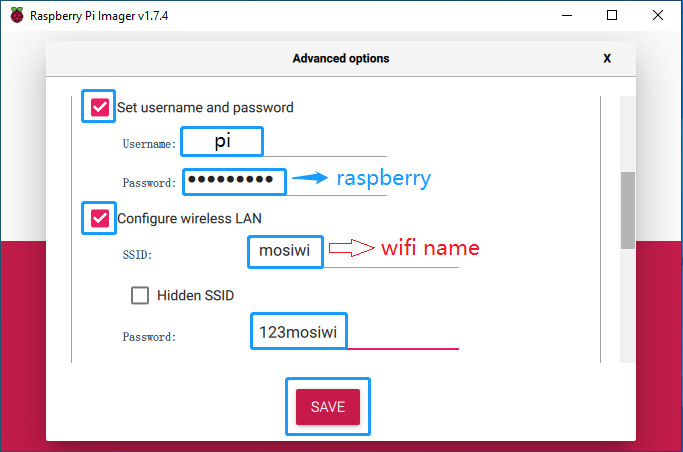 Raspberry Pi Imager v1.7.4
Advanced options
X
Set username and password
Username: pi
Password: ●●●●●●●●● raspberry
Configure wireless LAN
SSID: mosiwi wifi name
Hidden SSID
Password: 123mosiwi
SAVE